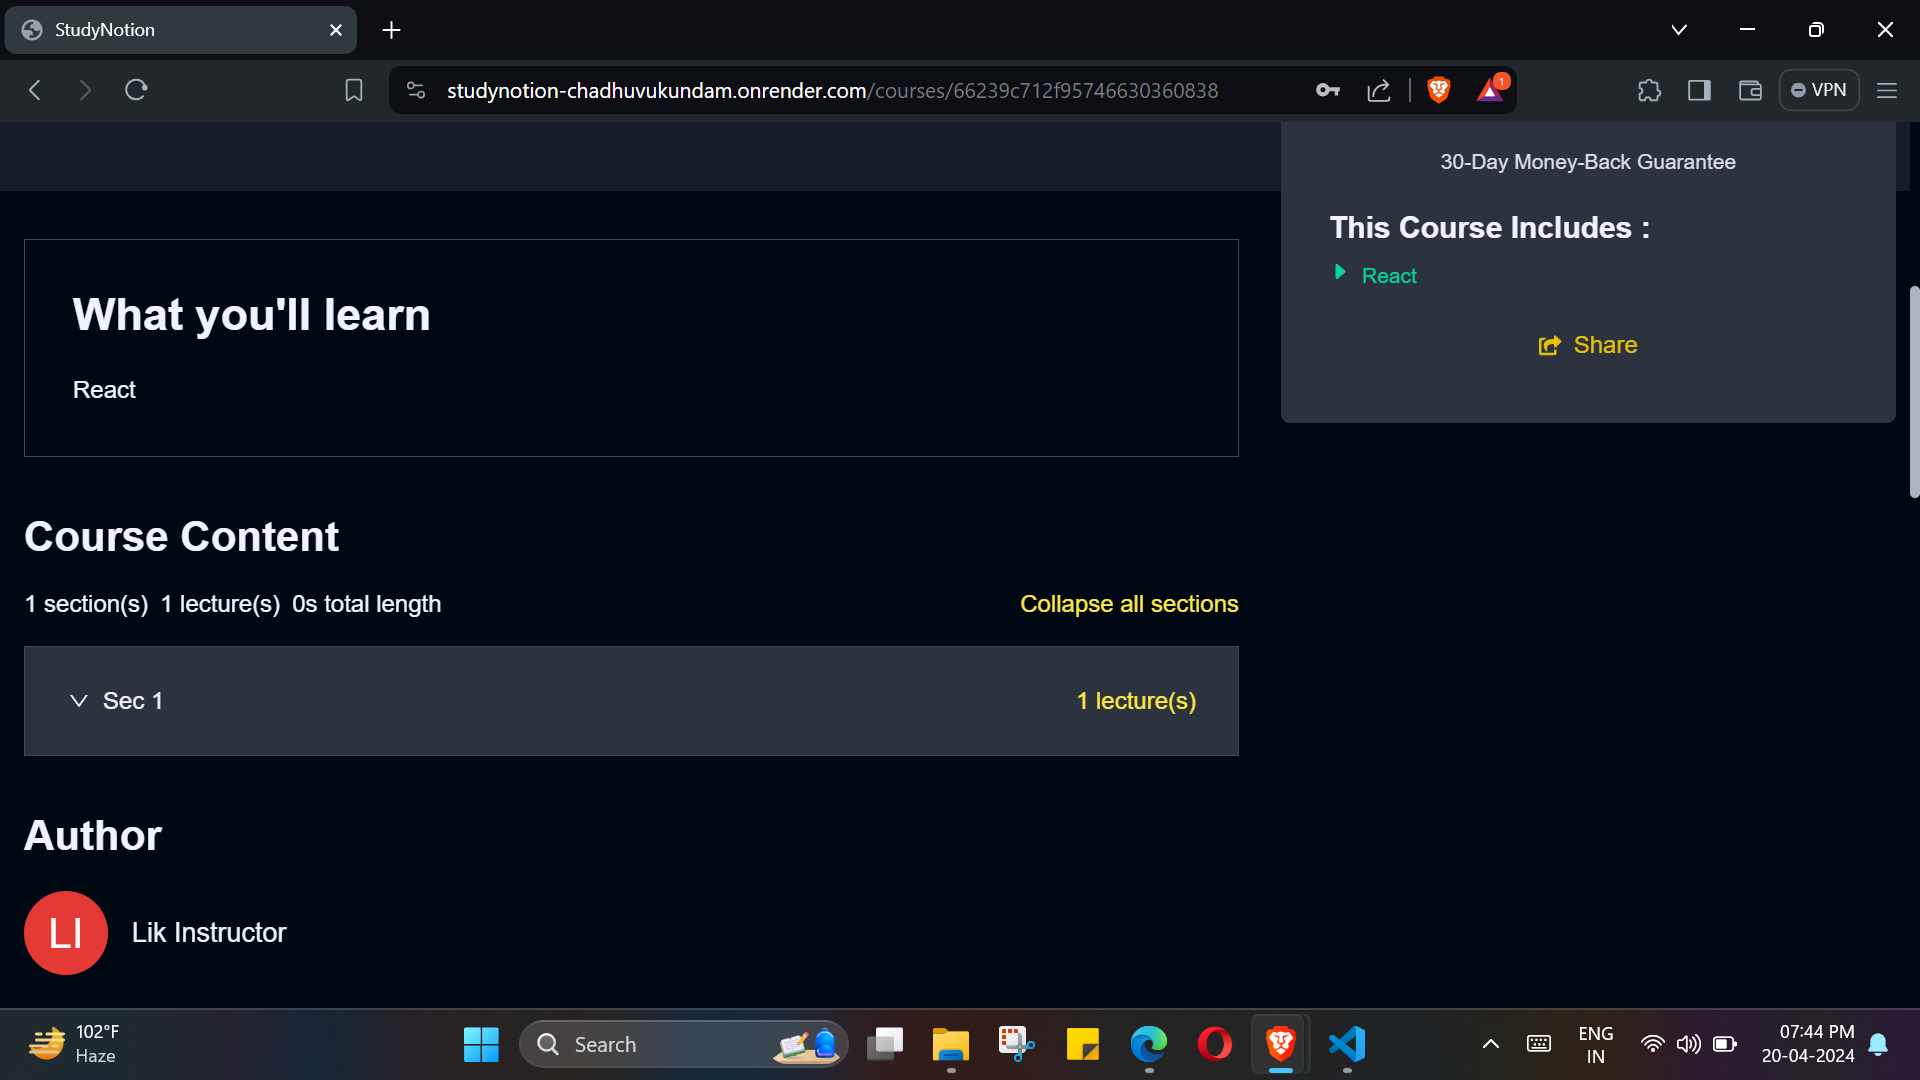 StudyNotion
studynotion-chadhuvukundam.onrender.com/courses/66239c712f95746630360838
1
VPN
30-Day Money-Back Guarantee
This Course Includes :
React
Share
What you'll learn
React
Course Content
1 section(s) 1 lecture(s) 0s total length
Collapse all sections
Sec 1
1 lecture(s)
Author
LI
Lik Instructor
102°F
Haze
Search
ENG
IN
07:44 PM
20-04-2024